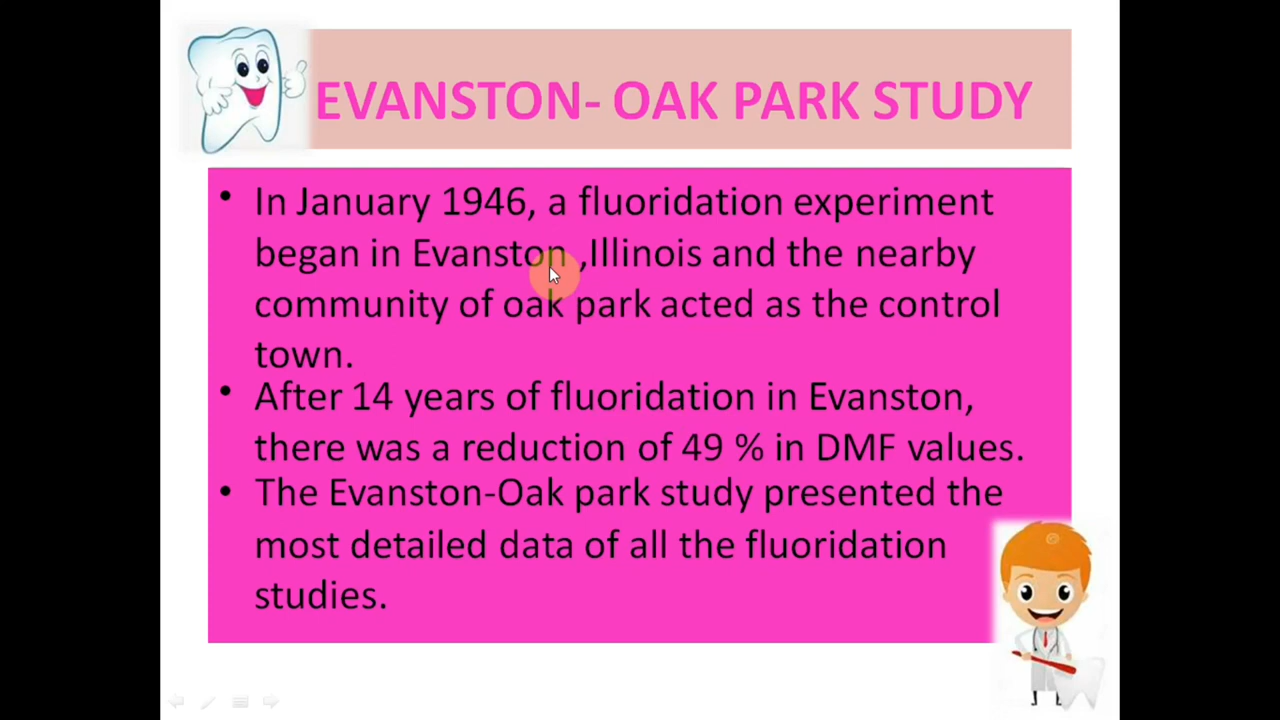 EVANSTON- OAK PARK STUDY
• In January 1946, a fluoridation experiment
began in Evanston ,Illinois and the nearby
community of oak park acted as the control
town.
• After 14 years of fluoridation in Evanston,
there was a reduction of 49 % in DMF values.
• The Evanston-Oak park study presented the
most detailed data of all the fluoridation
studies.